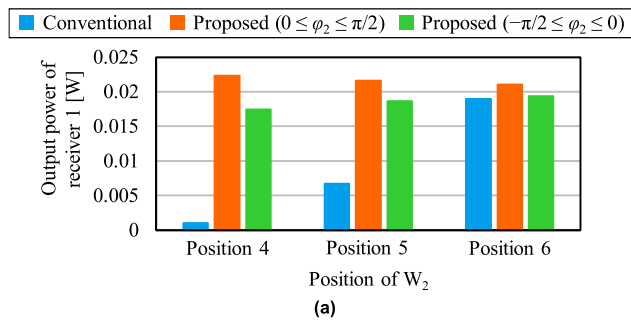 Conventional Proposed (0 ≤ φ₂ ≤ π/2) Proposed (−π/2 ≤ φ₂ ≤ 0)
Output power of
receiver 1 [W]
0.025
0.02
0.015
0.01
0.005
0
Position 4 Position 5 Position 6
Position of W₂
(a)